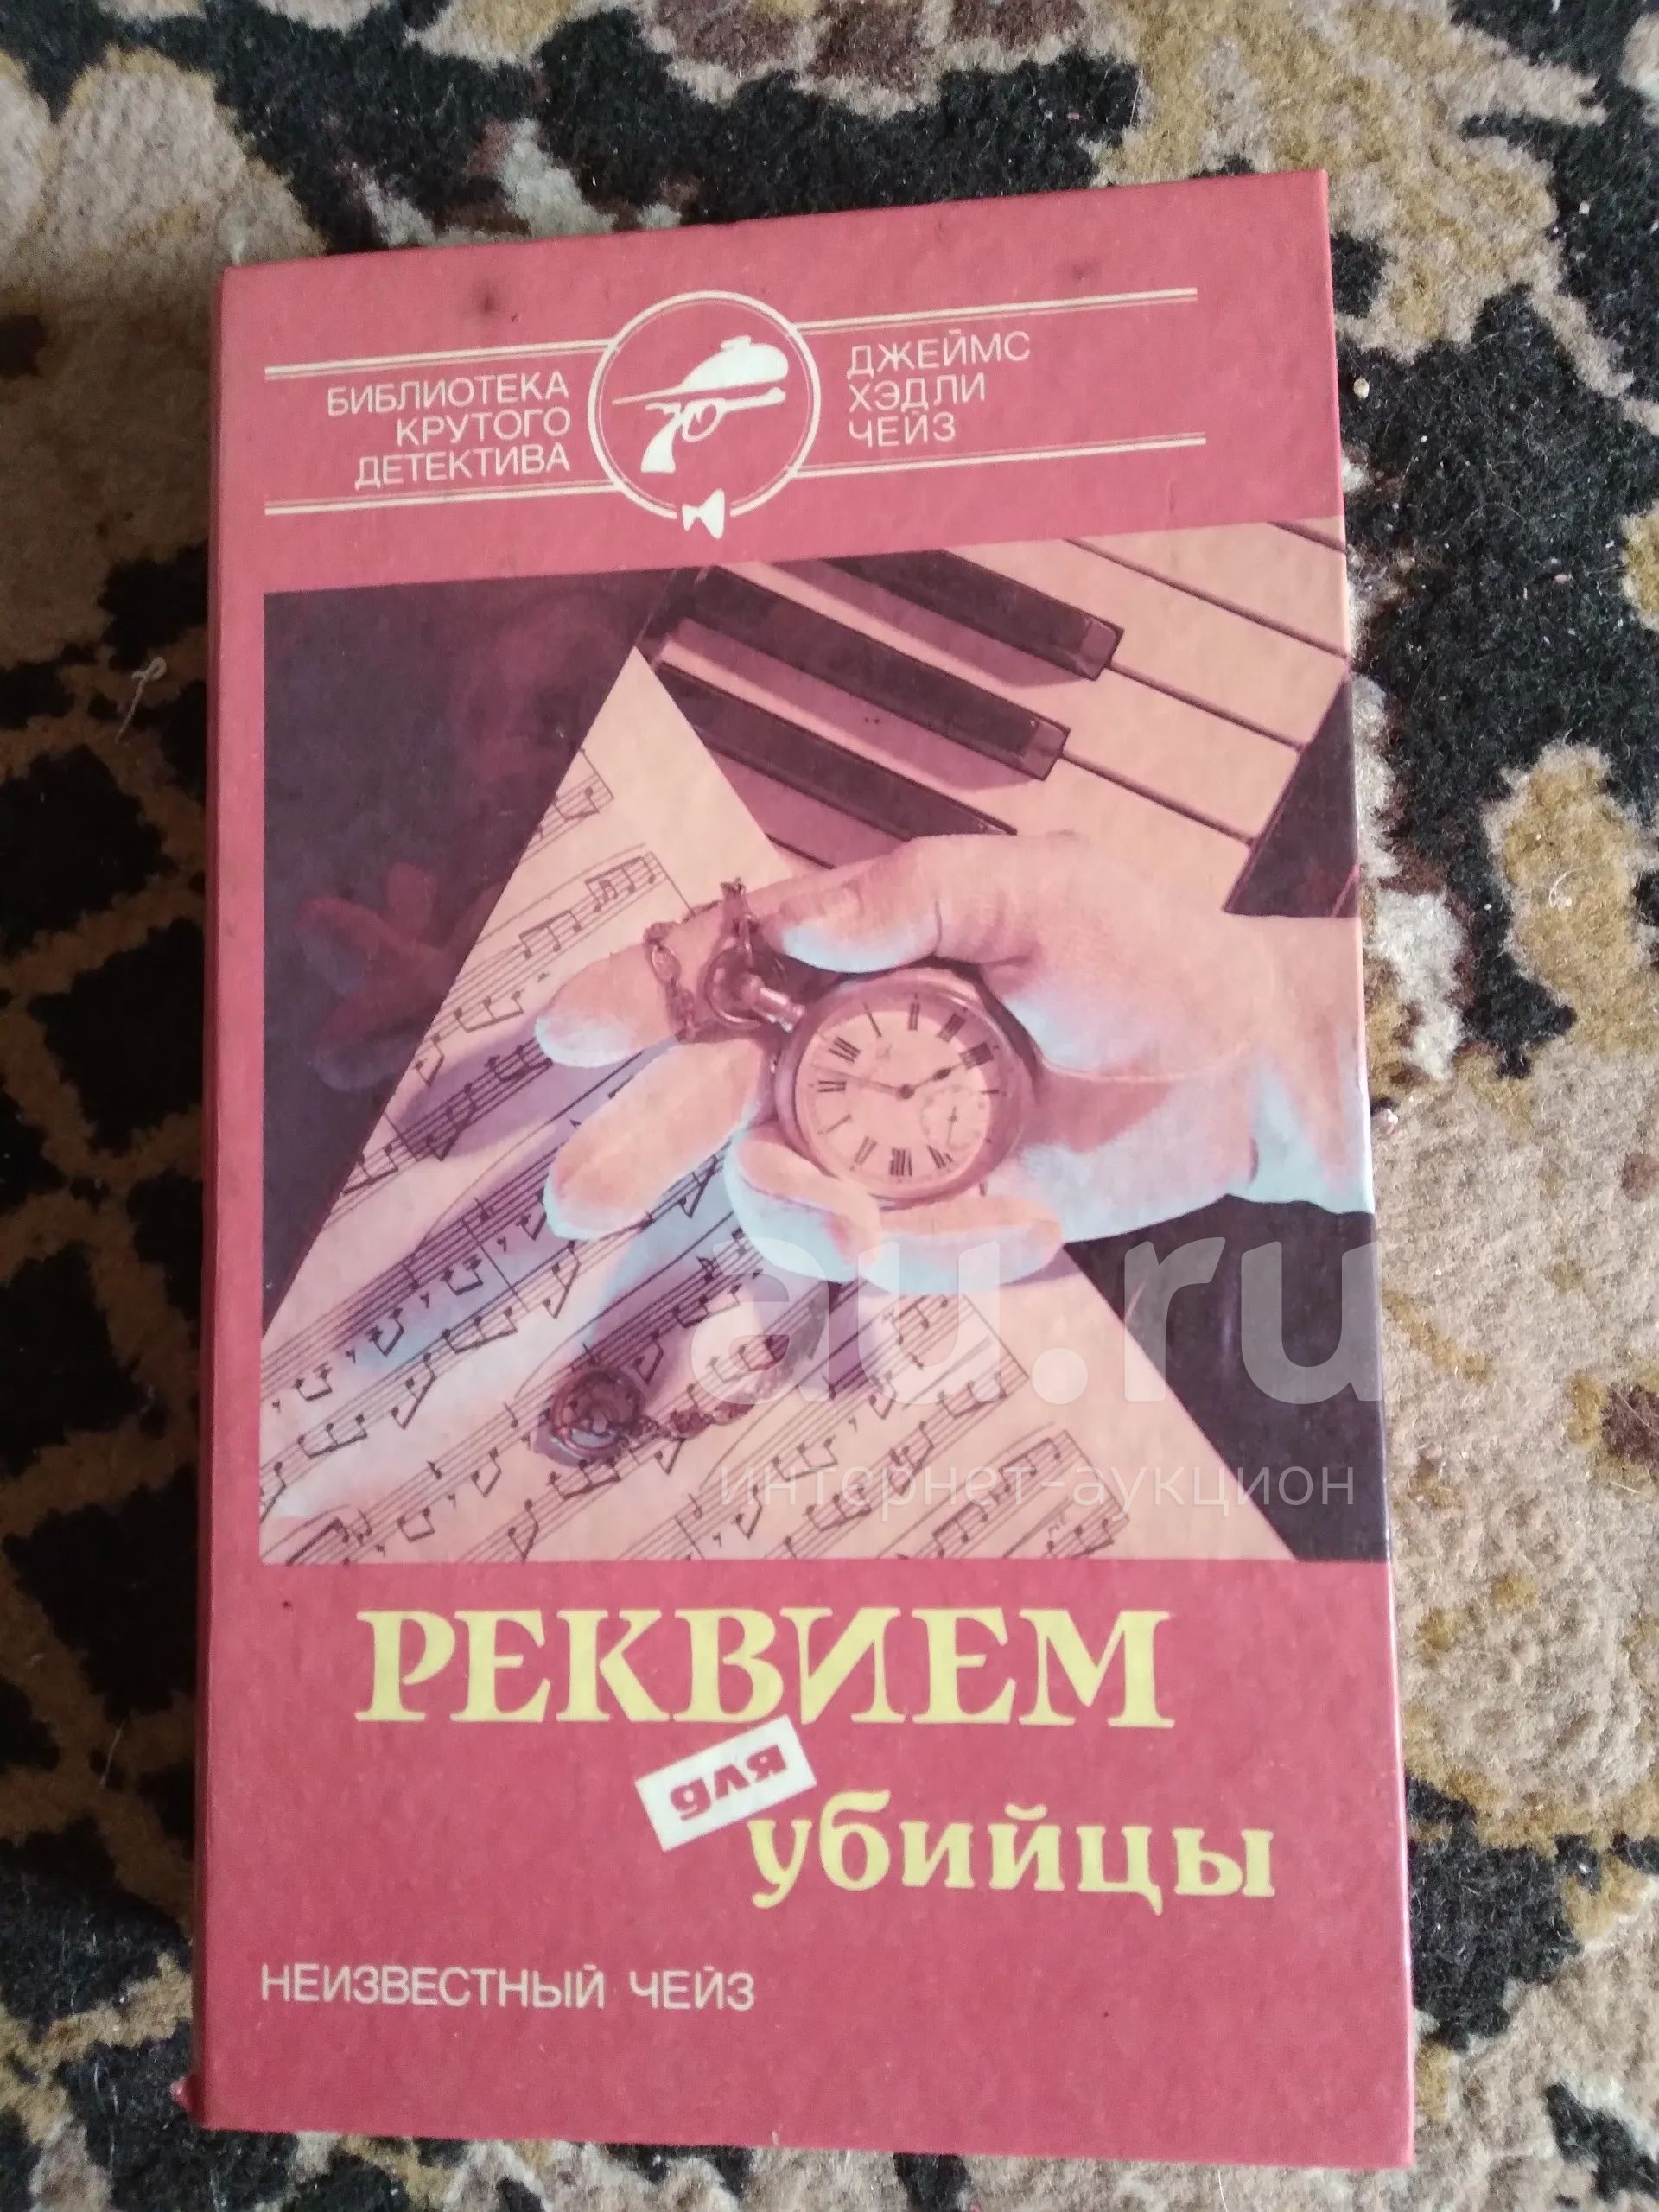 БИБЛИОТЕКА
КРУТОГО
ДЕТЕКТИВА
ДЖЕЙМС
ХЭДЛИ
ЧЕЙЗ
au.ru
интернет-аукцион
РЕКВИЕМ
для
убийцы
НЕИЗВЕСТНЫЙ ЧЕЙЗ